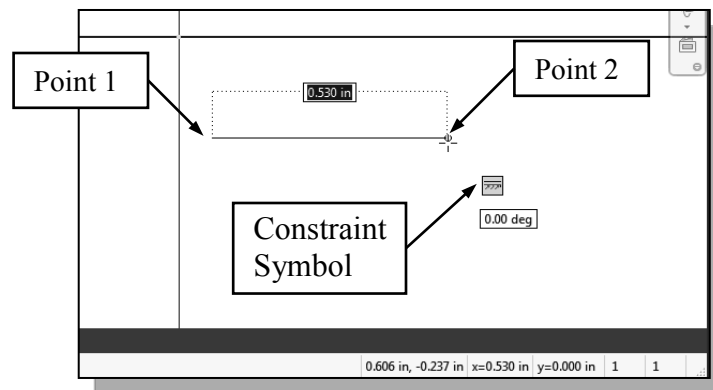 Point 1
0.530 in
Point 2
Constraint
Symbol
0.00 deg
0.606 in, -0.237 in x=0.530 in y=0.000 in 1 1